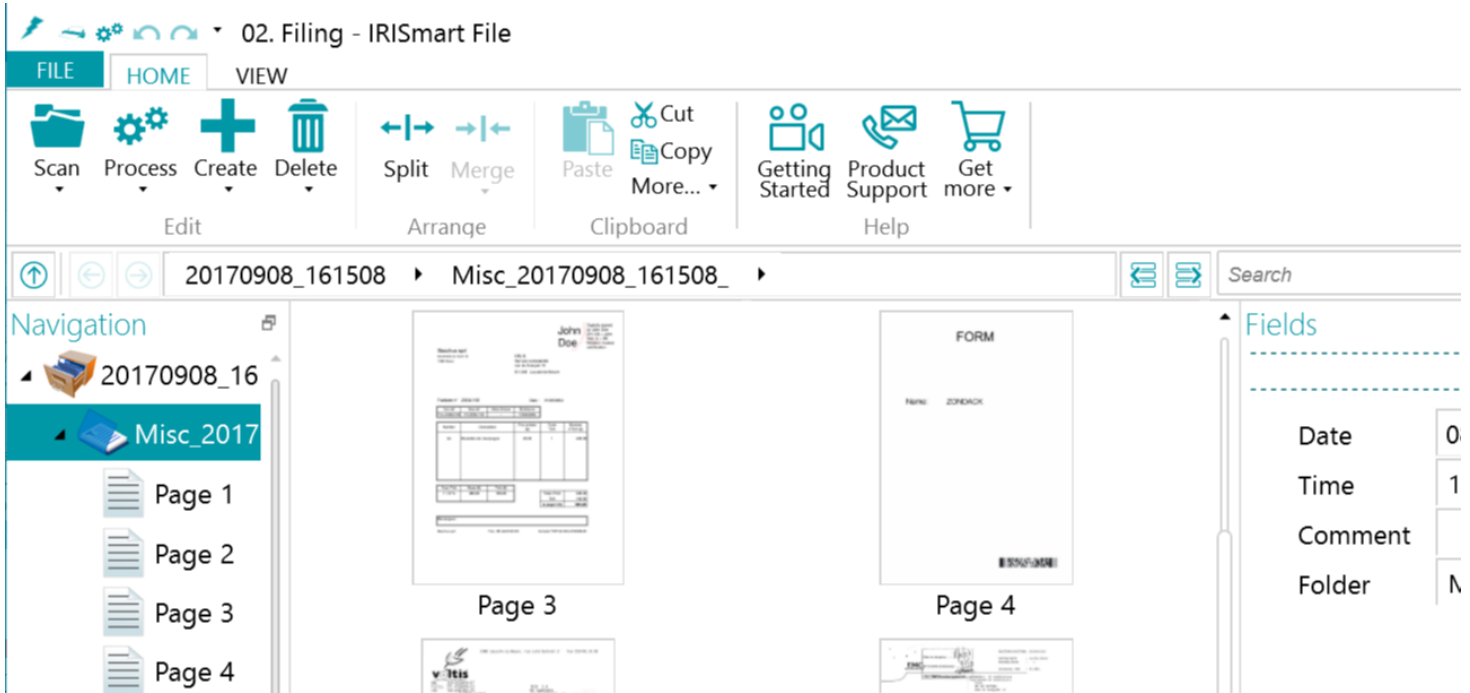 02. Filing - IRISmart File
FILE HOME VIEW
Scan Process Create Delete Split Merge Paste Cut
Copy
More...
Getting Started Product Support Get more
Edit Arrange Clipboard Help
20170908_161508 Misc_20170908_161508_ Search
Navigation
20170908_16
Misc_2017
Page 1
Page 2
Page 3
Page 4
John
Doe
Page 3
FORM
Name: ZONDACK
Page 4
Fields
Date
Time
Comment
Folder